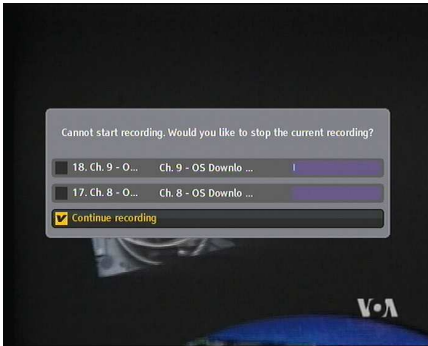 Cannot start recording. Would you like to stop the current recording?
18. Ch. 9 - O... Ch. 9 - OS Downlo ...
17. Ch. 8 - O... Ch. 8 - OS Downlo ...
Continue recording
VOA